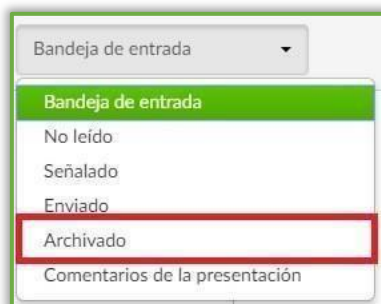 Bandeja de entrada
Bandeja de entrada
No leído
Señalado
Enviado
Archivado
Comentarios de la presentación